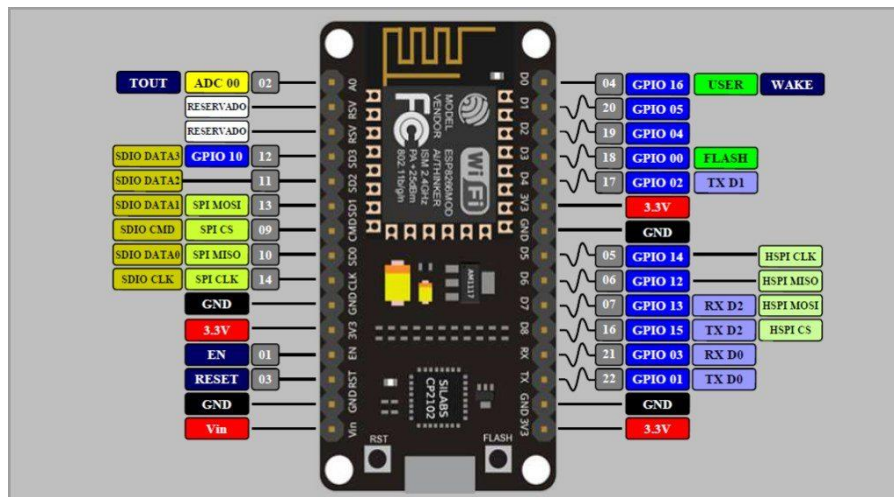 TOUT ADC 00 02 A0 D0 04 GPIO 16 USER WAKE
RESERVADO RSV D1 20 GPIO 05
RESERVADO RSV D2 19 GPIO 04
SDIO DATA3 GPIO 10 12 SD3 D3 18 GPIO 00 FLASH
SDIO DATA2 11 SD2 D4 17 GPIO 02 TX D1
SDIO DATA1 SPI MOSI 13 SD1 3V3 3.3V
SDIO CMD SPI CS 09 CMD GND GND
SDIO DATA0 SPI MISO 10 SD0 D5 05 GPIO 14 HSPI CLK
SDIO CLK SPI CLK 14 CLK D6 06 GPIO 12 HSPI MISO
GND GND D7 07 GPIO 13 RX D2 HSPI MOSI
3.3V 3V3 D8 16 GPIO 15 TX D2 HSPI CS
EN 01 EN RX 21 GPIO 03 RX D0
RESET 03 RST TX 22 GPIO 01 TX D0
GND GND GND GND
Vin Vin 3V3 3.3V
MODEL ESP8266MOD
VENDOR AI/THINKER
ISM 2.4GHz
PA +25dBm
802.11b/g/n
FC
Wi Fi
AM1117
SILABS
CP2102
RST FLASH